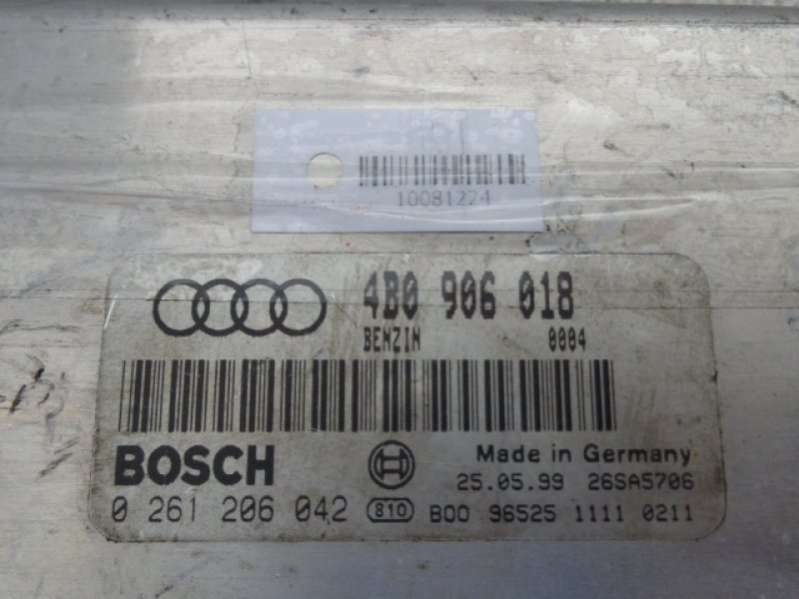 10081224
4B0 906 018
BENZIN 0004
BOSCH Made in Germany
25.05.99 26SA5706
0 261 206 042 810 B00 96525 1111 0211